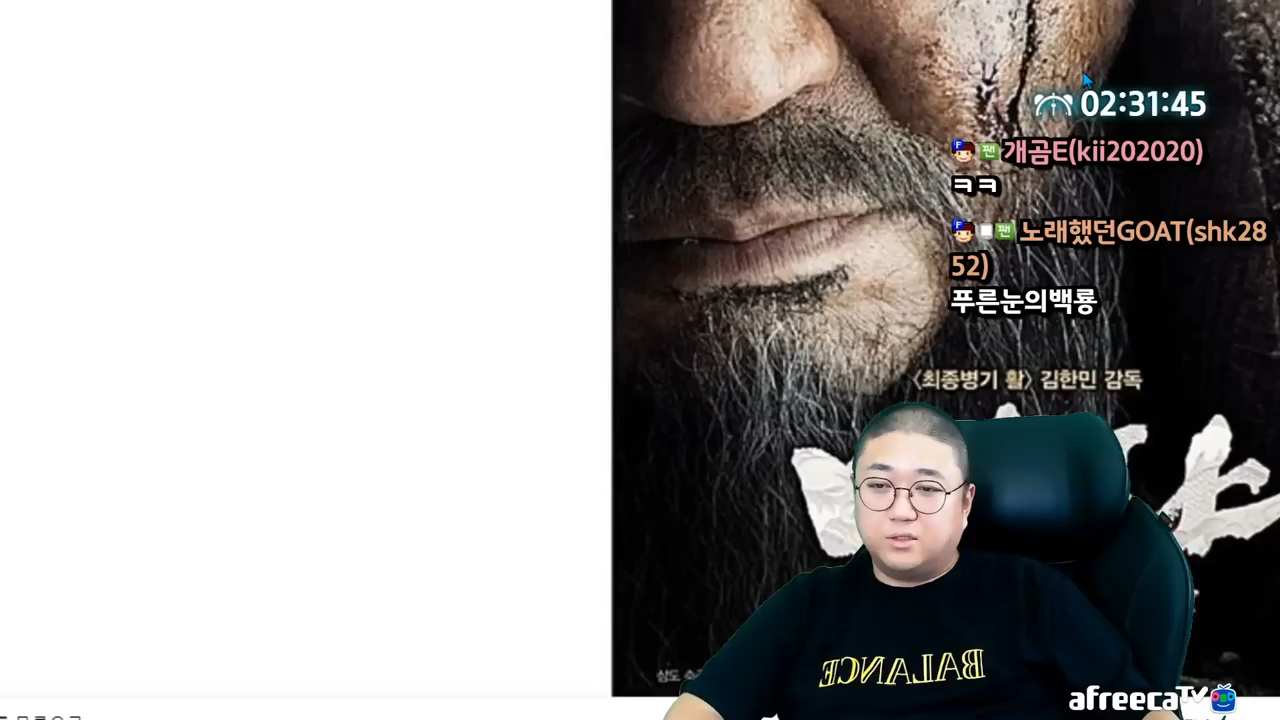 02:31:45
개곰E(kii202020)
ㅋㅋ
노래했던GOAT(shk28
52)
푸른눈의백룡
〈최종병기 활〉 김한민 감독
BALANCE
afreecaTV